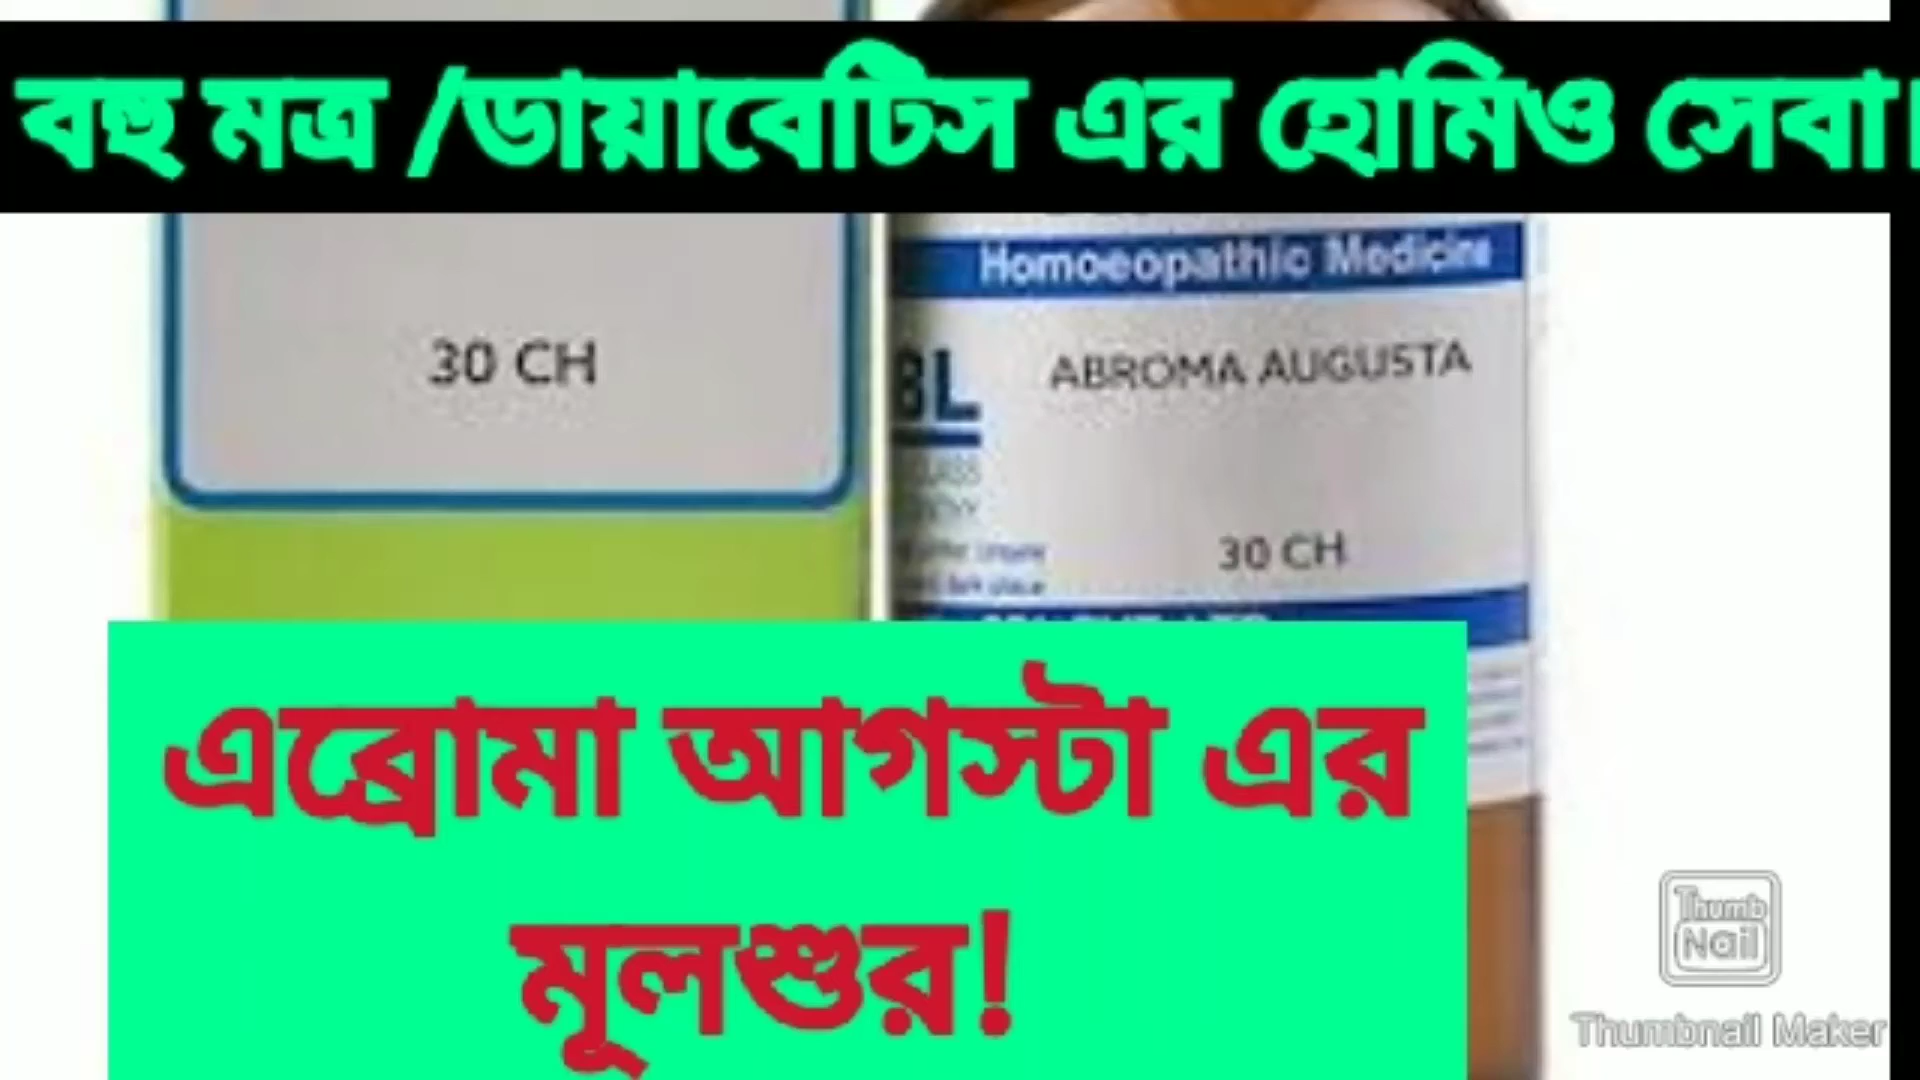 বহু মত্র /ডায়াবেটিস এর হোমিও সেবা।
Homoeopathic Medicine
30 CH
BL
ABROMA AUGUSTA
30 CH
এব্রোমা আগস্টা এর
মূলশুর!
Thumb
Nail
Thumbnail Maker